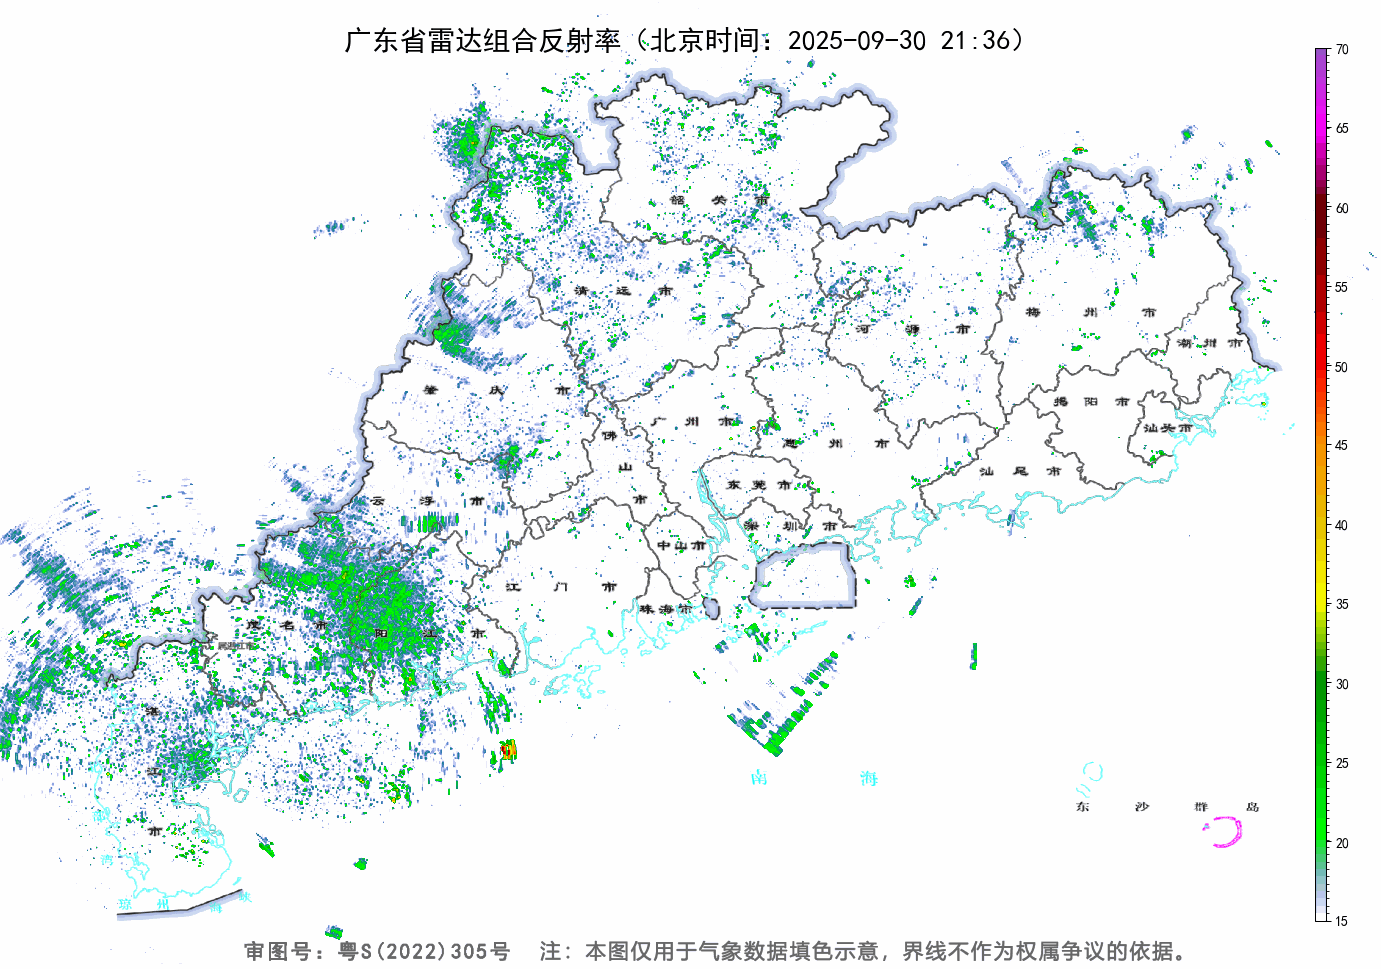 广东省雷达组合反射率（北京时间：2025-09-30 21:36）
70
65
60
55
50
45
40
35
30
25
20
15
韶关市
清远市
河源市
梅州市
潮州市
肇庆市
广州市
佛山市
惠州市
揭阳市
汕头市
汕尾市
东莞市
深圳市
云浮市
中山市
江门市
珠海市
茂名市
阳江市
湛江市
南海
东沙群岛
湾
琼州海峡
审图号：粤S(2022)305号 注：本图仅用于气象数据填色示意，界线不作为权属争议的依据。